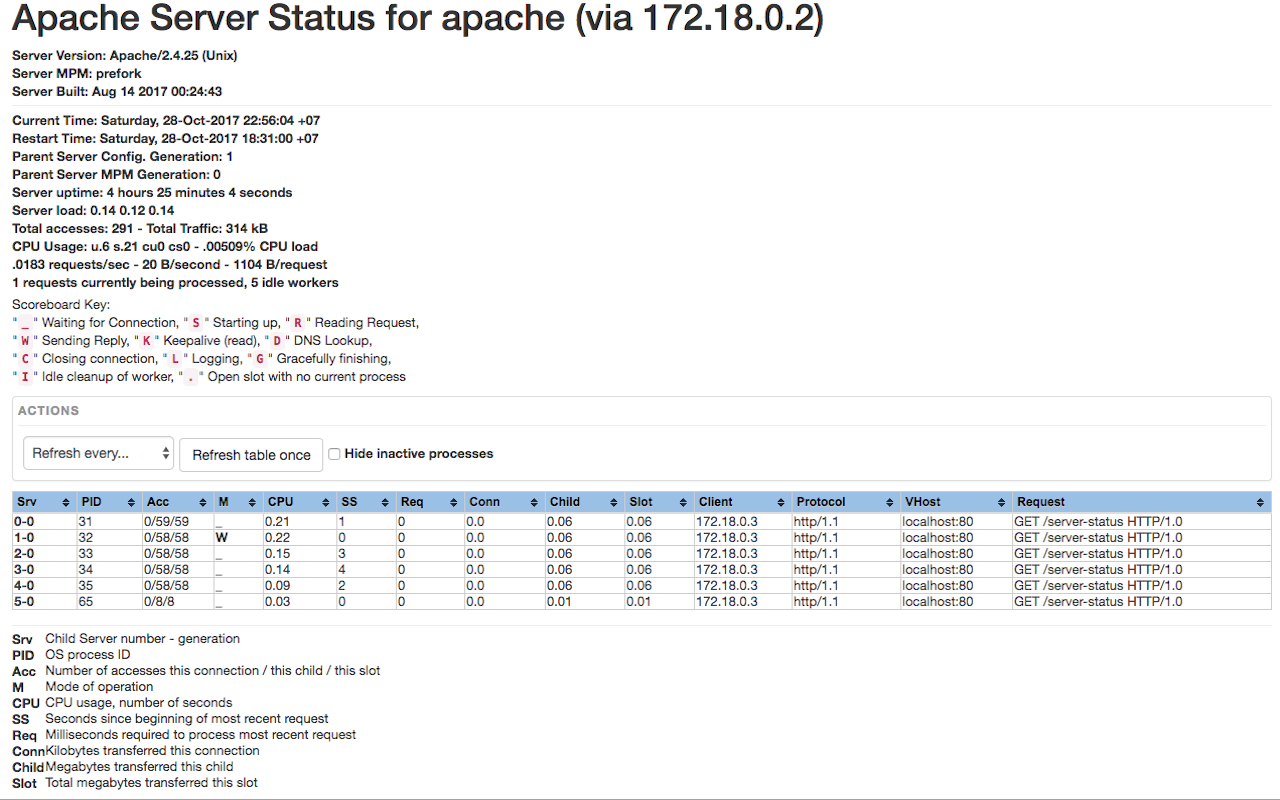 Apache Server Status for apache (via 172.18.0.2)
Server Version: Apache/2.4.25 (Unix)
Server MPM: prefork
Server Built: Aug 14 2017 00:24:43
Current Time: Saturday, 28-Oct-2017 22:56:04 +07
Restart Time: Saturday, 28-Oct-2017 18:31:00 +07
Parent Server Config. Generation: 1
Parent Server MPM Generation: 0
Server uptime: 4 hours 25 minutes 4 seconds
Server load: 0.14 0.12 0.14
Total accesses: 291 - Total Traffic: 314 kB
CPU Usage: u.6 s.21 cu0 cs0 - .00509% CPU load
.0183 requests/sec - 20 B/second - 1104 B/request
1 requests currently being processed, 5 idle workers
Scoreboard Key:
"_" Waiting for Connection, "S" Starting up, "R" Reading Request,
"W" Sending Reply, "K" Keepalive (read), "D" DNS Lookup,
"C" Closing connection, "L" Logging, "G" Gracefully finishing,
"I" Idle cleanup of worker, "." Open slot with no current process
ACTIONS
Refresh every... Refresh table once Hide inactive processes
Srv PID Acc M CPU SS Req Conn Child Slot Client Protocol VHost Request
0-0 31 0/59/59 _ 0.21 1 0 0.0 0.06 0.06 172.18.0.3 http/1.1 localhost:80 GET /server-status HTTP/1.0
1-0 32 0/58/58 W 0.22 0 0 0.0 0.06 0.06 172.18.0.3 http/1.1 localhost:80 GET /server-status HTTP/1.0
2-0 33 0/58/58 _ 0.15 3 0 0.0 0.06 0.06 172.18.0.3 http/1.1 localhost:80 GET /server-status HTTP/1.0
3-0 34 0/58/58 _ 0.14 4 0 0.0 0.06 0.06 172.18.0.3 http/1.1 localhost:80 GET /server-status HTTP/1.0
4-0 35 0/58/58 _ 0.09 2 0 0.0 0.06 0.06 172.18.0.3 http/1.1 localhost:80 GET /server-status HTTP/1.0
5-0 65 0/8/8 _ 0.03 0 0 0.0 0.01 0.01 172.18.0.3 http/1.1 localhost:80 GET /server-status HTTP/1.0
Srv Child Server number - generation
PID OS process ID
Acc Number of accesses this connection / this child / this slot
M Mode of operation
CPU CPU usage, number of seconds
SS Seconds since beginning of most recent request
Req Milliseconds required to process most recent request
Conn Kilobytes transferred this connection
Child Megabytes transferred this child
Slot Total megabytes transferred this slot